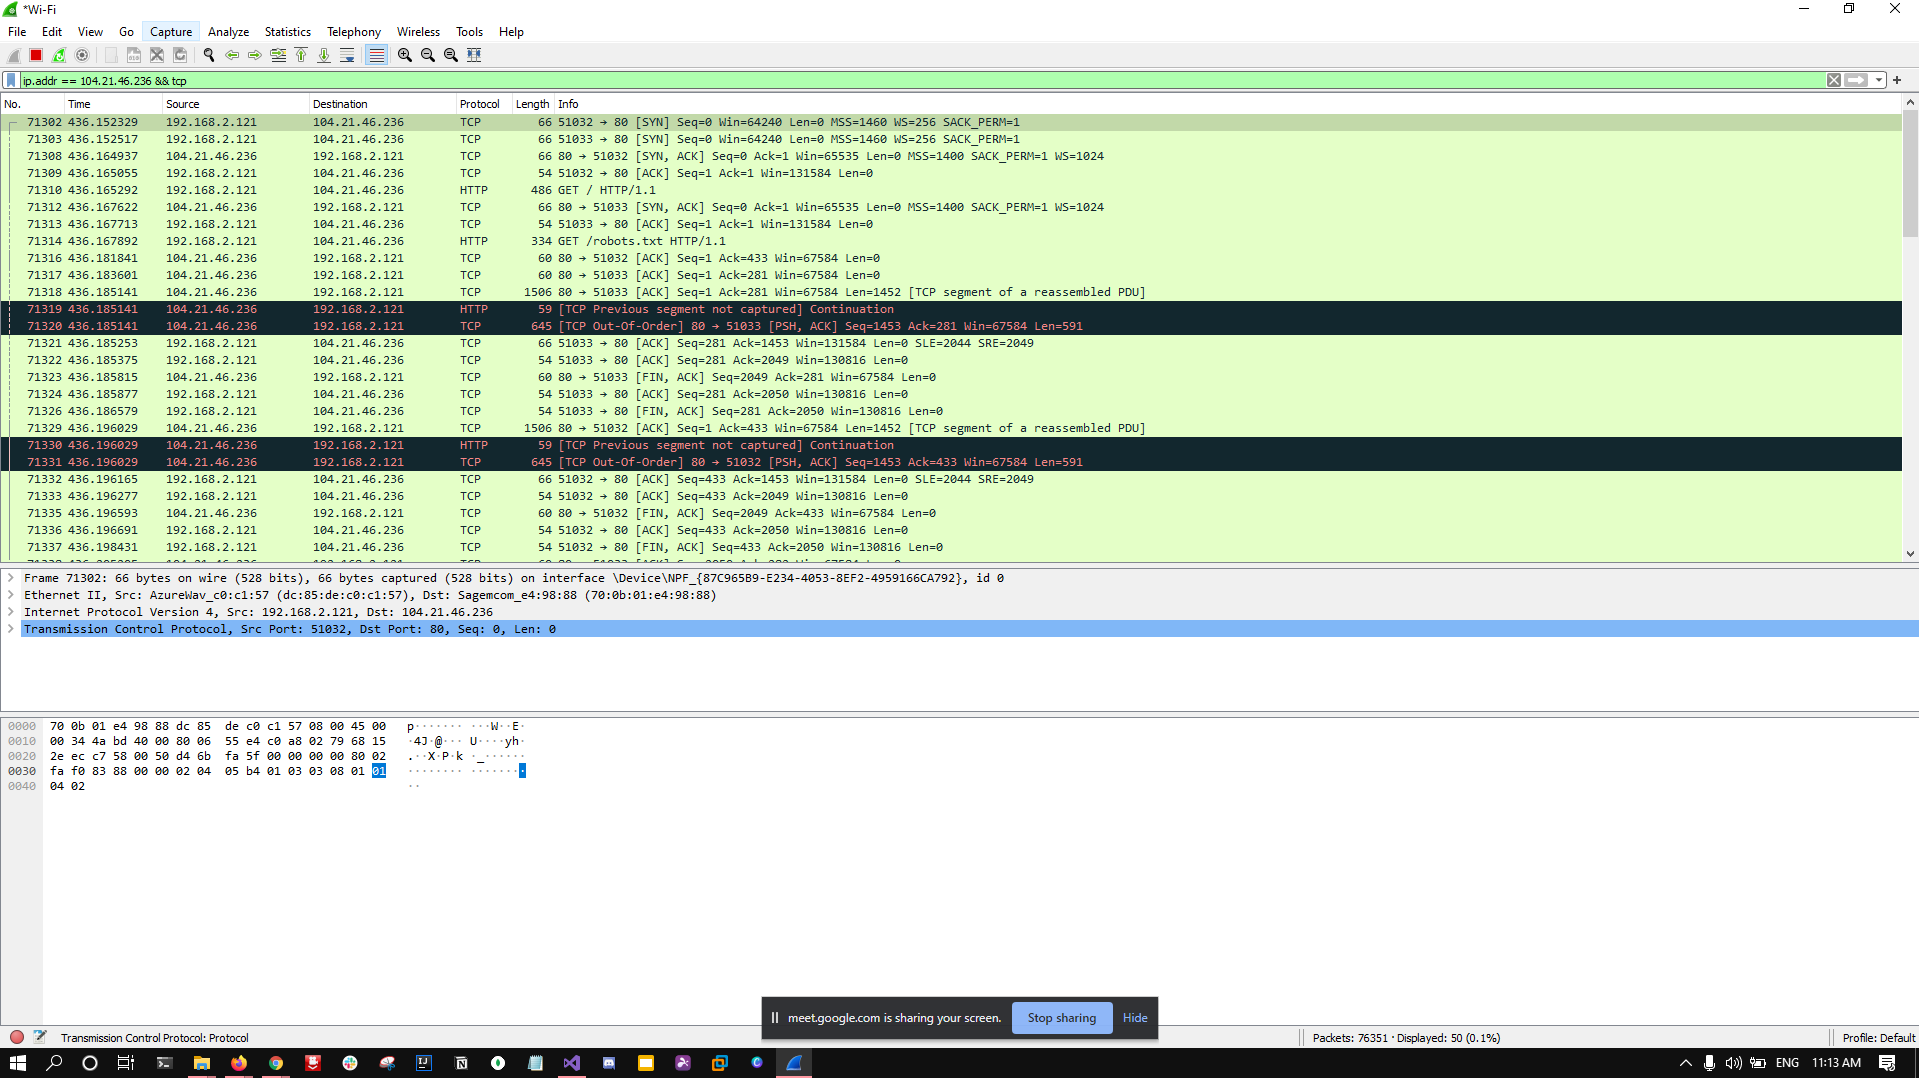 *Wi-Fi
File Edit View Go Capture Analyze Statistics Telephony Wireless Tools Help
ip.addr == 104.21.46.236 && tcp
No. Time Source Destination Protocol Length Info
71302 436.152329 192.168.2.121 104.21.46.236 TCP 66 51032 → 80 [SYN] Seq=0 Win=64240 Len=0 MSS=1460 WS=256 SACK_PERM=1
71303 436.152517 192.168.2.121 104.21.46.236 TCP 66 51033 → 80 [SYN] Seq=0 Win=64240 Len=0 MSS=1460 WS=256 SACK_PERM=1
71308 436.164937 104.21.46.236 192.168.2.121 TCP 66 80 → 51032 [SYN, ACK] Seq=0 Ack=1 Win=65535 Len=0 MSS=1400 SACK_PERM=1 WS=1024
71309 436.165055 192.168.2.121 104.21.46.236 TCP 54 51032 → 80 [ACK] Seq=1 Ack=1 Win=131584 Len=0
71310 436.165292 192.168.2.121 104.21.46.236 HTTP 486 GET / HTTP/1.1
71312 436.167622 104.21.46.236 192.168.2.121 TCP 66 80 → 51033 [SYN, ACK] Seq=0 Ack=1 Win=65535 Len=0 MSS=1400 SACK_PERM=1 WS=1024
71313 436.167713 192.168.2.121 104.21.46.236 TCP 54 51033 → 80 [ACK] Seq=1 Ack=1 Win=131584 Len=0
71314 436.167892 192.168.2.121 104.21.46.236 HTTP 334 GET /robots.txt HTTP/1.1
71316 436.181841 104.21.46.236 192.168.2.121 TCP 60 80 → 51032 [ACK] Seq=1 Ack=433 Win=67584 Len=0
71317 436.183601 104.21.46.236 192.168.2.121 TCP 60 80 → 51033 [ACK] Seq=1 Ack=281 Win=67584 Len=0
71318 436.185141 104.21.46.236 192.168.2.121 TCP 1506 80 → 51033 [ACK] Seq=1 Ack=281 Win=67584 Len=1452 [TCP segment of a reassembled PDU]
71319 436.185141 104.21.46.236 192.168.2.121 HTTP 59 [TCP Previous segment not captured] Continuation
71320 436.185141 104.21.46.236 192.168.2.121 TCP 645 [TCP Out-Of-Order] 80 → 51033 [PSH, ACK] Seq=1453 Ack=281 Win=67584 Len=591
71321 436.185253 192.168.2.121 104.21.46.236 TCP 66 51033 → 80 [ACK] Seq=281 Ack=1453 Win=131584 Len=0 SLE=2044 SRE=2049
71322 436.185375 192.168.2.121 104.21.46.236 TCP 54 51033 → 80 [ACK] Seq=281 Ack=2049 Win=130816 Len=0
71323 436.185815 104.21.46.236 192.168.2.121 TCP 60 80 → 51033 [FIN, ACK] Seq=2049 Ack=281 Win=67584 Len=0
71324 436.185877 192.168.2.121 104.21.46.236 TCP 54 51033 → 80 [ACK] Seq=281 Ack=2050 Win=130816 Len=0
71326 436.186579 192.168.2.121 104.21.46.236 TCP 54 51033 → 80 [FIN, ACK] Seq=281 Ack=2050 Win=130816 Len=0
71329 436.196029 104.21.46.236 192.168.2.121 TCP 1506 80 → 51032 [ACK] Seq=1 Ack=433 Win=67584 Len=1452 [TCP segment of a reassembled PDU]
71330 436.196029 104.21.46.236 192.168.2.121 HTTP 59 [TCP Previous segment not captured] Continuation
71331 436.196029 104.21.46.236 192.168.2.121 TCP 645 [TCP Out-Of-Order] 80 → 51032 [PSH, ACK] Seq=1453 Ack=433 Win=67584 Len=591
71332 436.196165 192.168.2.121 104.21.46.236 TCP 66 51032 → 80 [ACK] Seq=433 Ack=1453 Win=131584 Len=0 SLE=2044 SRE=2049
71333 436.196277 192.168.2.121 104.21.46.236 TCP 54 51032 → 80 [ACK] Seq=433 Ack=2049 Win=130816 Len=0
71335 436.196593 104.21.46.236 192.168.2.121 TCP 60 80 → 51032 [FIN, ACK] Seq=2049 Ack=433 Win=67584 Len=0
71336 436.196691 192.168.2.121 104.21.46.236 TCP 54 51032 → 80 [ACK] Seq=433 Ack=2050 Win=130816 Len=0
71337 436.198431 192.168.2.121 104.21.46.236 TCP 54 51032 → 80 [FIN, ACK] Seq=433 Ack=2050 Win=130816 Len=0
Frame 71302: 66 bytes on wire (528 bits), 66 bytes captured (528 bits) on interface \Device\NPF_{87C965B9-E234-4053-8EF2-4959166CA792}, id 0
Ethernet II, Src: AzureWav_c0:c1:57 (dc:85:de:c0:c1:57), Dst: Sagemcom_e4:98:88 (70:0b:01:e4:98:88)
Internet Protocol Version 4, Src: 192.168.2.121, Dst: 104.21.46.236
Transmission Control Protocol, Src Port: 51032, Dst Port: 80, Seq: 0, Len: 0
0000 70 0b 01 e4 98 88 dc 85 de c0 c1 57 08 00 45 00 p······· ···W··E·
0010 00 34 4a bd 40 00 80 06 55 e4 c0 a8 02 79 68 15 ·4J·@··· U····yh·
0020 2e ec c7 58 00 50 d4 6b fa 5f 00 00 00 00 80 02 .··X·P·k ·_······
0030 fa f0 83 88 00 00 02 04 05 b4 01 03 03 08 01 01 ········ ········
0040 04 02 ··
meet.google.com is sharing your screen. Stop sharing Hide
Transmission Control Protocol: Protocol Packets: 76351 · Displayed: 50 (0.1%) Profile: Default
ENG 11:13 AM